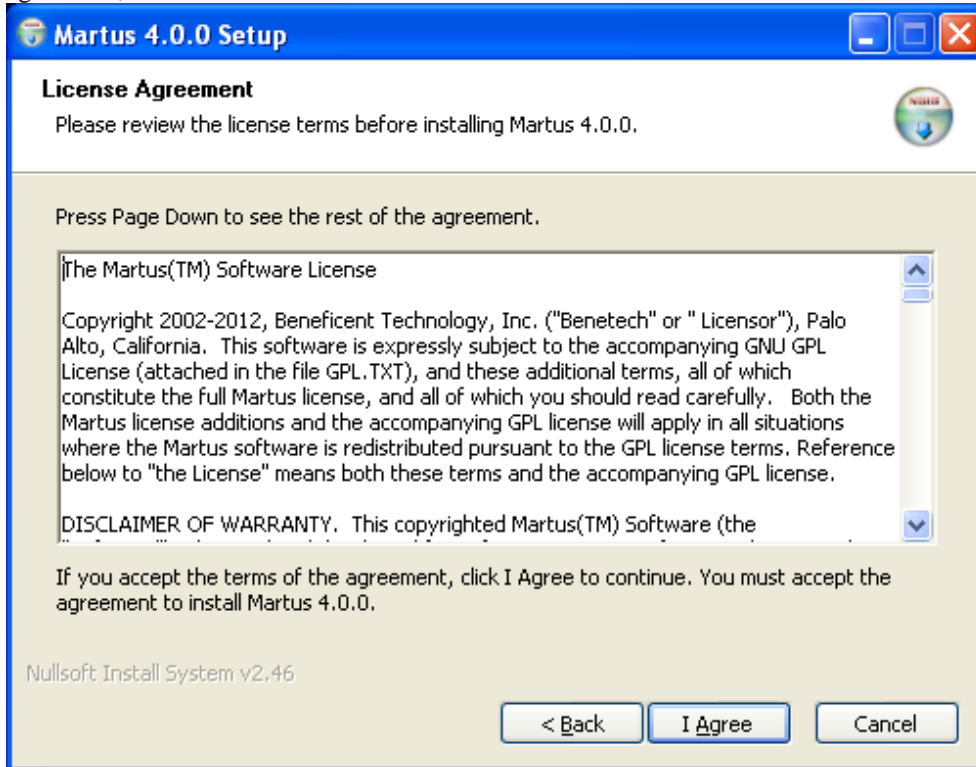 Martus 4.0.0 Setup
License Agreement
Please review the license terms before installing Martus 4.0.0.
Press Page Down to see the rest of the agreement.
The Martus(TM) Software License
Copyright 2002-2012, Beneficent Technology, Inc. ("Benetech" or " Licensor"), Palo
Alto, California.  This software is expressly subject to the accompanying GNU GPL
License (attached in the file GPL.TXT), and these additional terms, all of which
constitute the full Martus license, and all of which you should read carefully.   Both the
Martus license additions and the accompanying GPL license will apply in all situations
where the Martus software is redistributed pursuant to the GPL license terms. Reference
below to "the License" means both these terms and the accompanying GPL license.
DISCLAIMER OF WARRANTY.  This copyrighted Martus(TM) Software (the
If you accept the terms of the agreement, click I Agree to continue. You must accept the
agreement to install Martus 4.0.0.
Nullsoft Install System v2.46
< Back
I Agree
Cancel